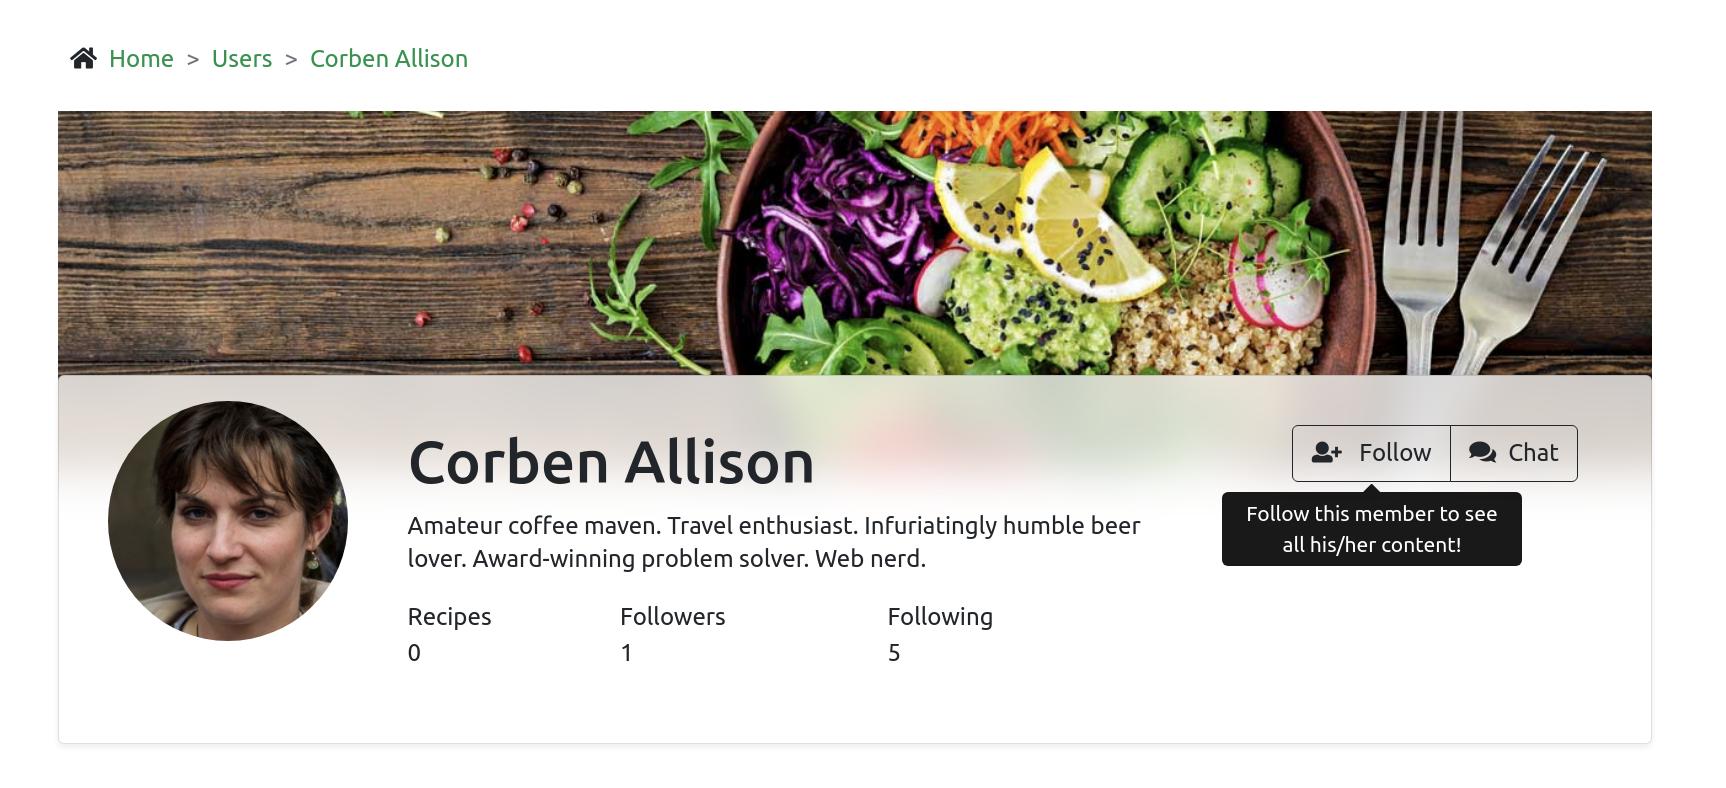 Home > Users > Corben Allison
Corben Allison
Follow
Chat
Follow this member to see
all his/her content!
Amateur coffee maven. Travel enthusiast. Infuriatingly humble beer
lover. Award-winning problem solver. Web nerd.
Recipes Followers Following
0 1 5